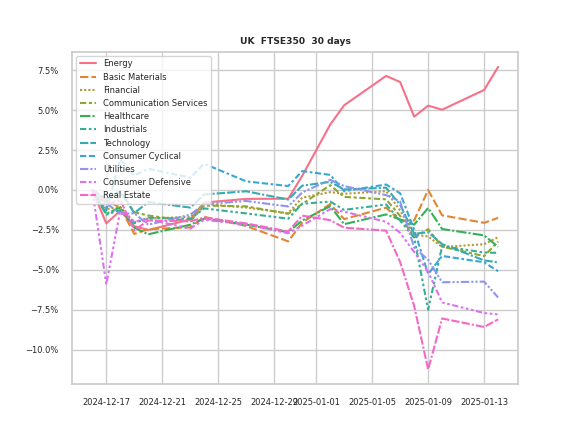 UK  FTSE350  30 days
Energy
Basic Materials
Financial
Communication Services
Healthcare
Industrials
Technology
Consumer Cyclical
Utilities
Consumer Defensive
Real Estate
7.5%
5.0%
2.5%
0.0%
−2.5%
−5.0%
−7.5%
−10.0%
2024-12-17 2024-12-21 2024-12-25 2024-12-29 2025-01-01 2025-01-05 2025-01-09 2025-01-13